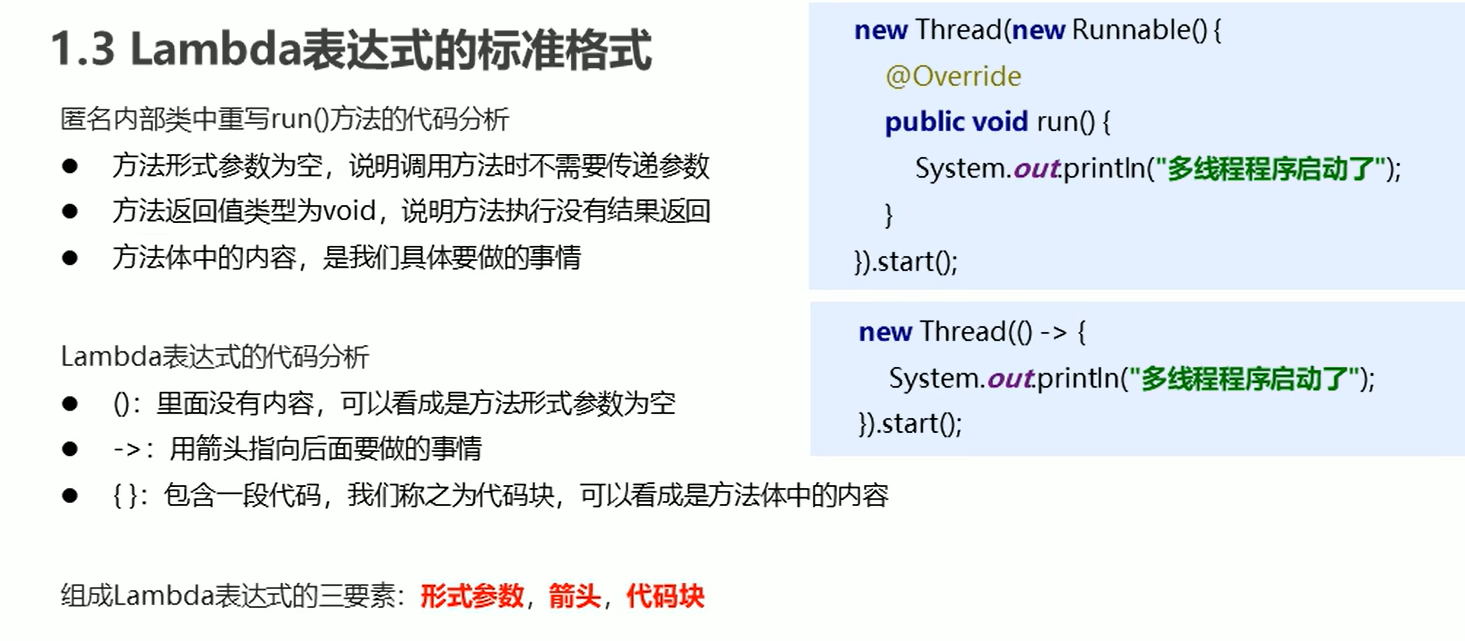 1.3 Lambda表达式的标准格式
匿名内部类中重写run()方法的代码分析
● 方法形式参数为空，说明调用方法时不需要传递参数
● 方法返回值类型为void，说明方法执行没有结果返回
● 方法体中的内容，是我们具体要做的事情
Lambda表达式的代码分析
● ()：里面没有内容，可以看成是方法形式参数为空
● ->：用箭头指向后面要做的事情
● { }：包含一段代码，我们称之为代码块，可以看成是方法体中的内容
组成Lambda表达式的三要素：形式参数，箭头，代码块
new Thread(new Runnable() {
@Override
public void run() {
System.out.println("多线程程序启动了");
}
}).start();
new Thread(() -> {
System.out.println("多线程程序启动了");
}).start();